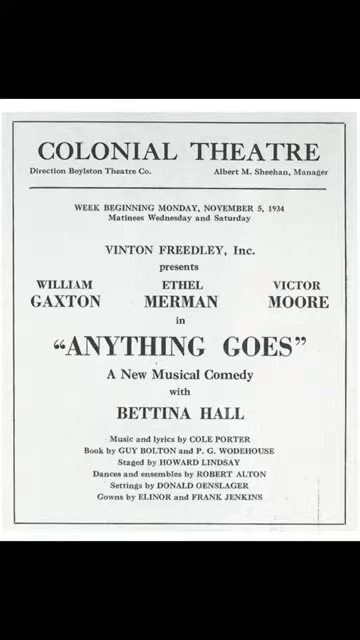 COLONIAL THEATRE
Direction Boylston Theatre Co. Albert M. Sheehan, Manager
WEEK BEGINNING MONDAY, NOVEMBER 5, 1934
Matinees Wednesday and Saturday
VINTON FREEDLEY, Inc.
presents
WILLIAM ETHEL VICTOR
GAXTON MERMAN MOORE
in
“ANYTHING GOES”
A New Musical Comedy
with
BETTINA HALL
Music and lyrics by COLE PORTER
Book by GUY BOLTON and P. G. WODEHOUSE
Staged by HOWARD LINDSAY
Dances and ensembles by ROBERT ALTON
Settings by DONALD OENSLAGER
Gowns by ELINOR and FRANK JENKINS